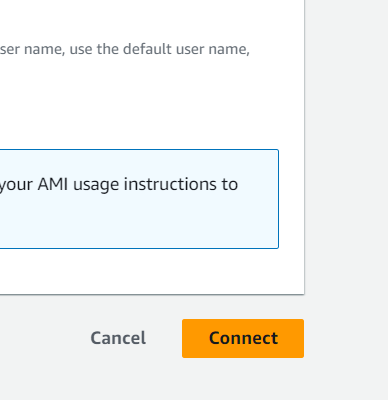 ser name, use the default user name,
your AMI usage instructions to
Cancel
Connect